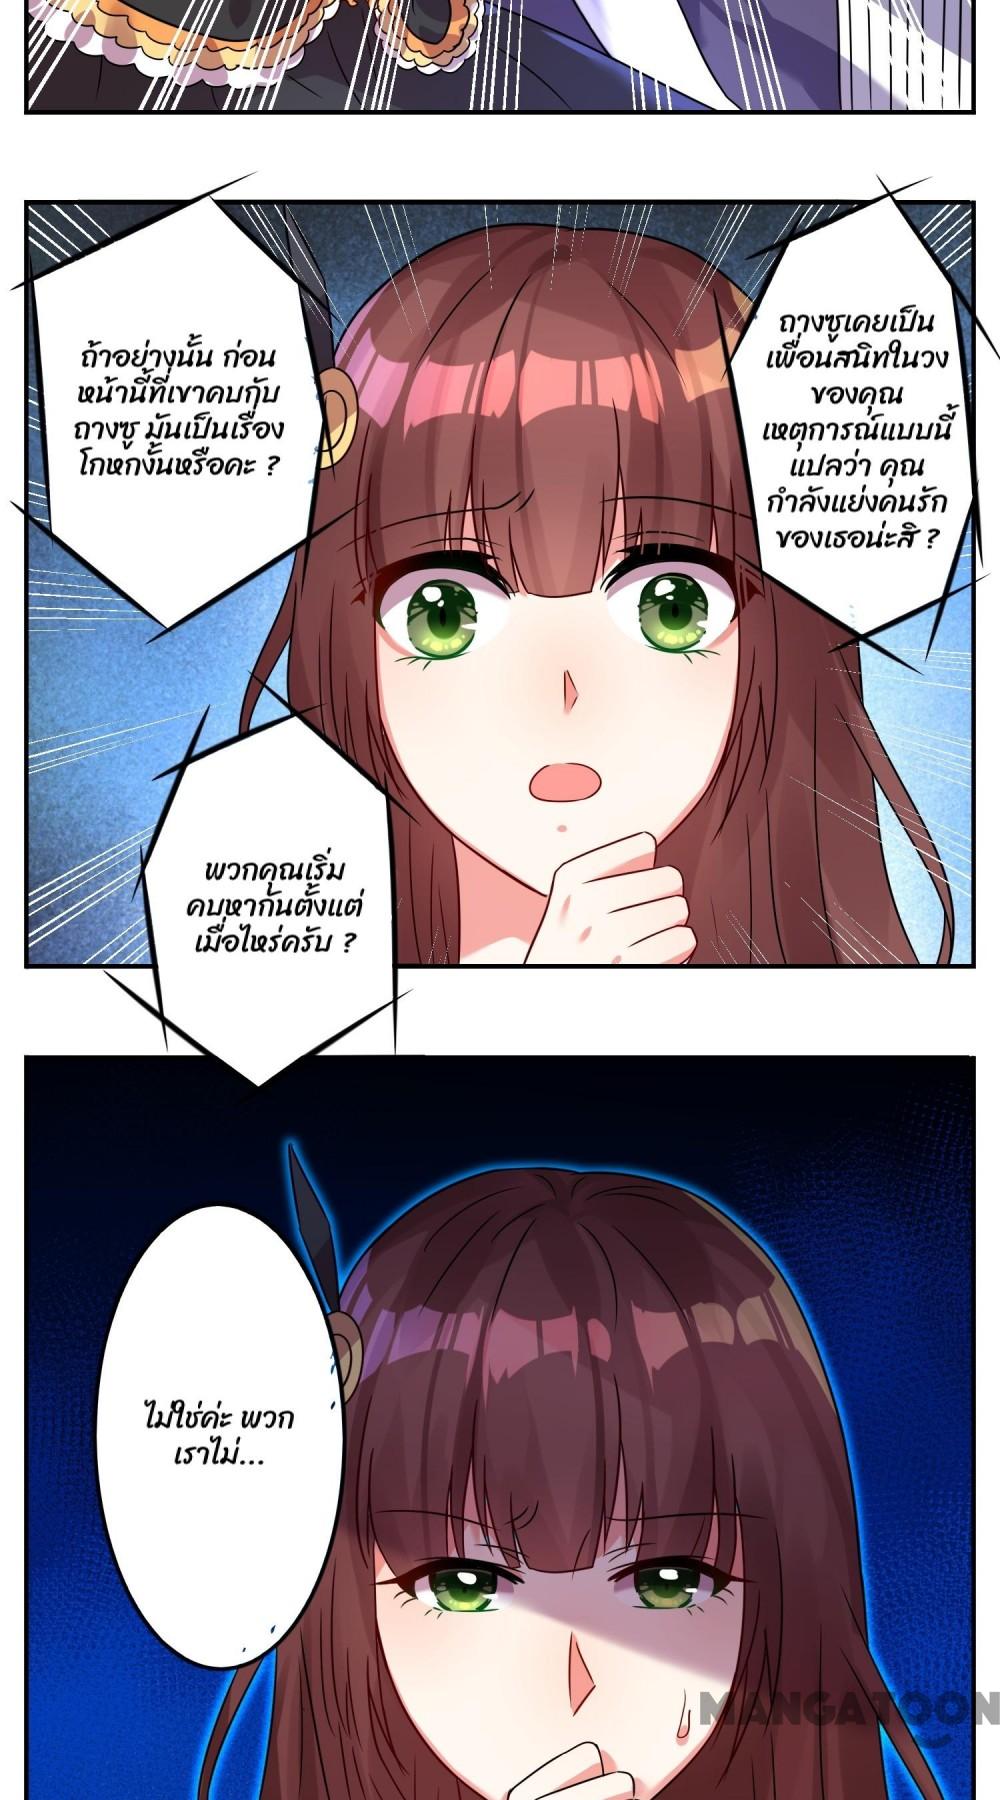 ถ้าอย่างนั้น ก่อน
หน้านี้ที่เขาคบกับ
ถางซู มันเป็นเรื่อง
โกหกงั้นหรือคะ ?
ถางซูเคยเป็น
เพื่อนสนิทในวง
ของคุณ
เหตุการณ์แบบนี้
แปลว่า คุณ
กำลังแย่งคนรัก
ของเธอน่ะสิ ?
พวกคุณเริ่ม
คบหากันตั้งแต่
เมื่อไหร่ครับ ?
ไม่ใช่ค่ะ พวก
เราไม่...
MANGATOON